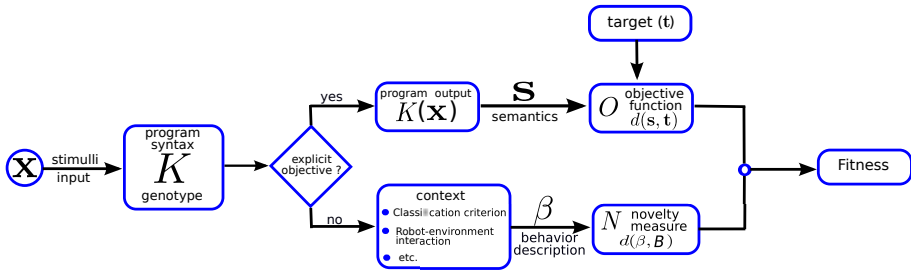 target (t)
x
stimulli
input
program
syntax
K
genotype
explicit
objective ?
yes
program output
K(x)
s
semantics
O objective
function
d(s, t)
no
context
Robot-environment
interaction
etc.
β
behavior
description
N novelty
measure
d(β, B)
Fitness
criterion